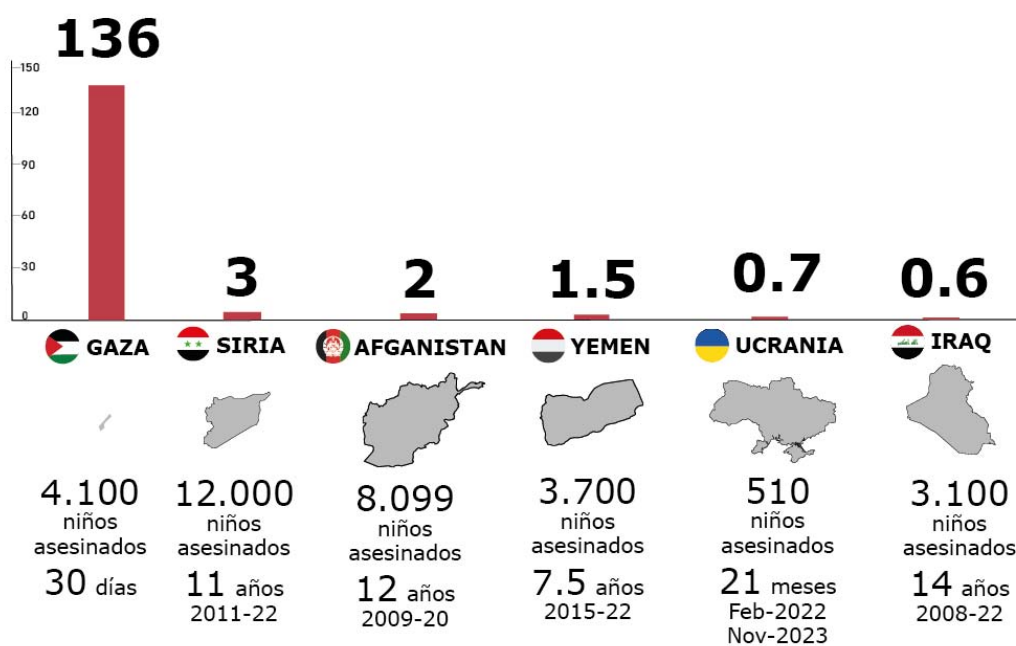 136
150
120
90
60
30
0
3
2
1.5
0.7
0.6
GAZA
SIRIA
AFGANISTAN
YEMEN
UCRANIA
IRAQ
4.100
niños
asesinados
30 días
12.000
niños
asesinados
11 años
2011-22
8.099
niños
asesinados
12 años
2009-20
3.700
niños
asesinados
7.5 años
2015-22
510
niños
asesinados
21 meses
Feb-2022
Nov-2023
3.100
niños
asesinados
14 años
2008-22